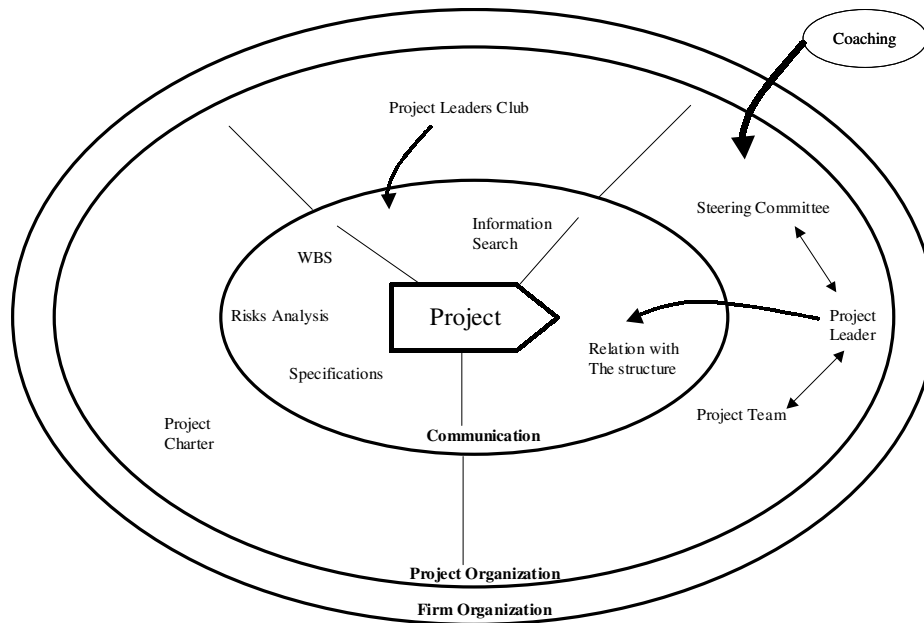 Coaching
Project Leaders Club
Steering Committee
Information
Search
WBS
Risks Analysis
Project
Project
Leader
Relation with
The structure
Specifications
Project Team
Project
Charter
Communication
Project Organization
Firm Organization